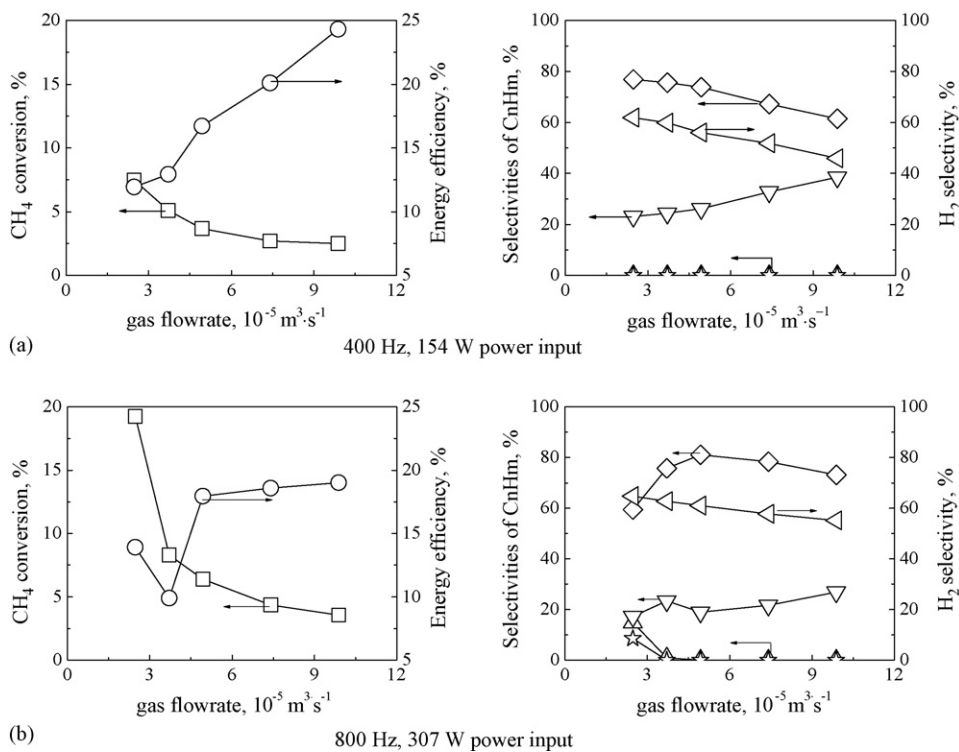 20
15
10
5
0
CH4 conversion, %
25
20
15
10
5
Energy efficiency, %
0 3 6 9 12
gas flowrate, 10^-5 m^3·s^-1
100
80
60
40
20
0
Selectivities of CnHm, %
100
80
60
40
20
0
H2 selectivity, %
0 3 6 9 12
gas flowrate, 10^-5 m^3·s^-1
(a) 400 Hz, 154 W power input
20
15
10
5
0
CH4 conversion, %
25
20
15
10
5
Energy efficiency, %
0 3 6 9 12
gas flowrate, 10^-5 m^3·s^-1
100
80
60
40
20
0
Selectivities of CnHm, %
100
80
60
40
20
0
H2 selectivity, %
0 3 6 9 12
gas flowrate, 10^-5 m^3·s^-1
(b) 800 Hz, 307 W power input